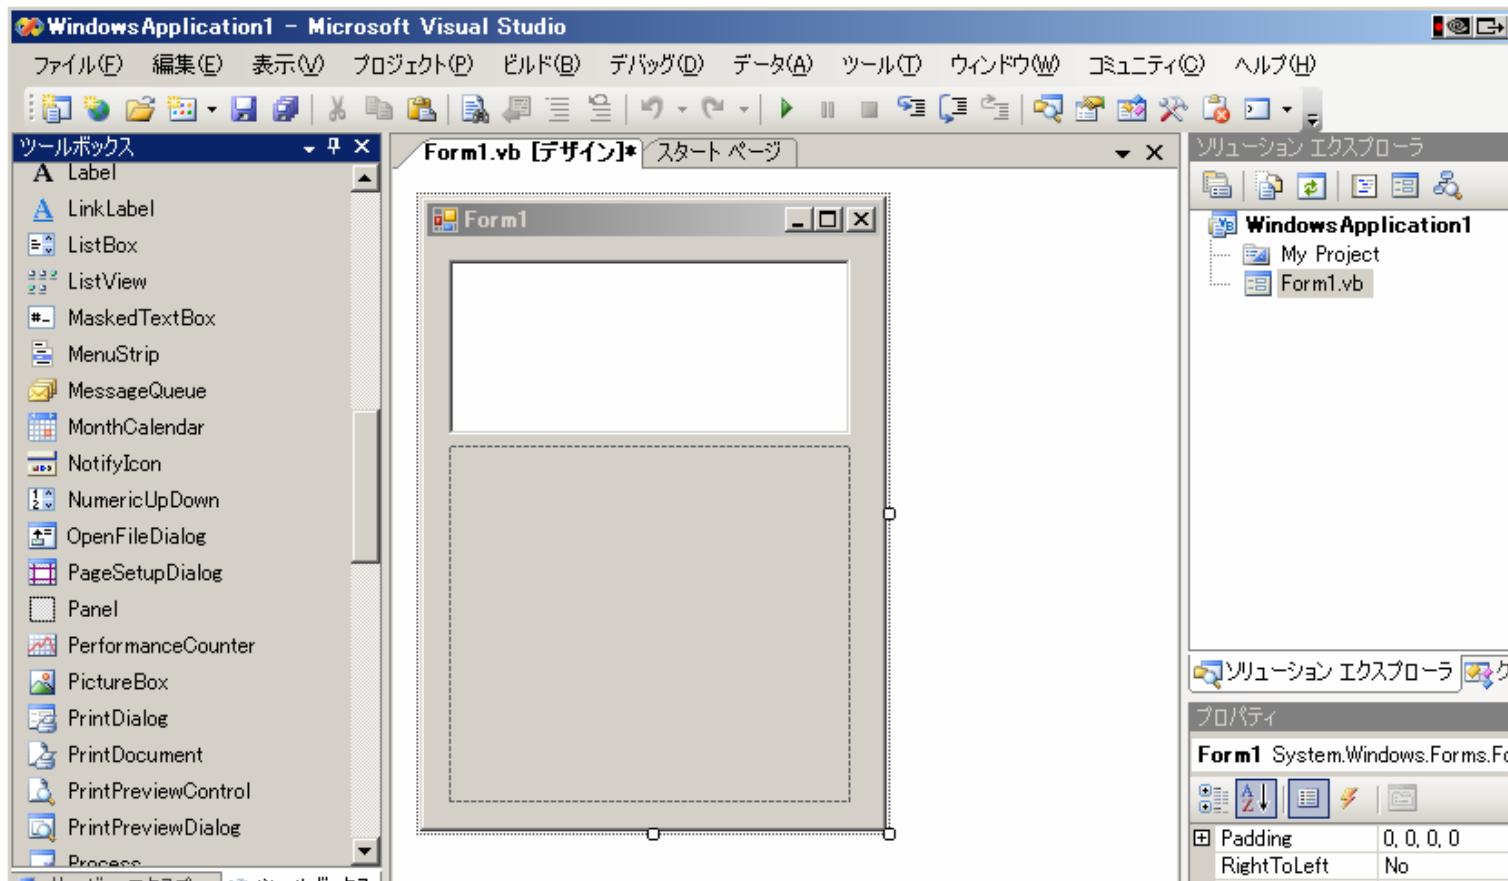 WindowsApplication1 - Microsoft Visual Studio
ファイル(F) 編集(E) 表示(V) プロジェクト(P) ビルド(B) デバッグ(D) データ(A) ツール(T) ウィンドウ(W) コミュニティ(C) ヘルプ(H)
ツールボックス
A Label
A LinkLabel
ListBox
ListView
MaskedTextBox
MenuStrip
MessageQueue
MonthCalendar
NotifyIcon
NumericUpDown
OpenFileDialog
PageSetupDialog
Panel
PerformanceCounter
PictureBox
PrintDialog
PrintDocument
PrintPreviewControl
PrintPreviewDialog
Process
Form1.vb [デザイン]* スタート ページ
Form1
ソリューション エクスプローラ
WindowsApplication1
My Project
Form1.vb
ソリューション エクスプローラ
プロパティ
Form1 System.Windows.Forms.Fo
Padding 0, 0, 0, 0
RightToLeft No